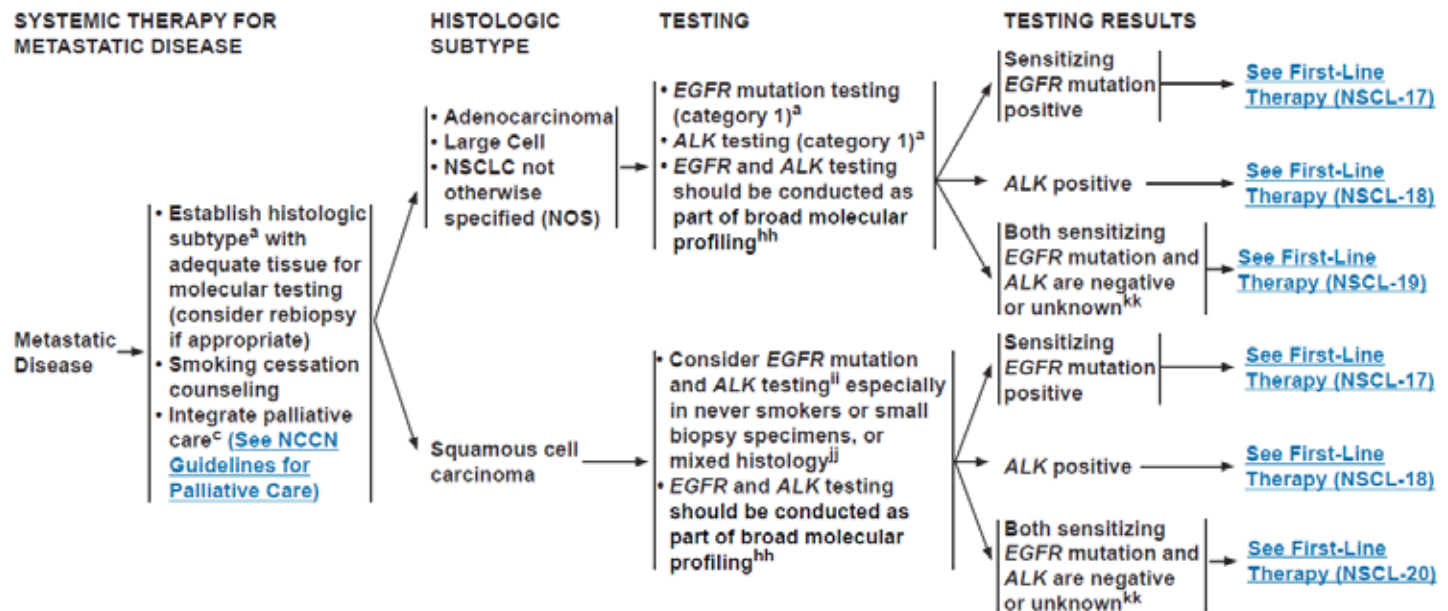 SYSTEMIC THERAPY FOR
METASTATIC DISEASE
HISTOLOGIC
SUBTYPE
TESTING
TESTING RESULTS
Metastatic
Disease
• Establish histologic
subtypeᵃ with
adequate tissue for
molecular testing
(consider rebiopsy
if appropriate)
• Smoking cessation
counseling
• Integrate palliative
careᶜ (See NCCN
Guidelines for
Palliative Care)
• Adenocarcinoma
• Large Cell
• NSCLC not
otherwise
specified (NOS)
• EGFR mutation testing
(category 1)ᵃ
• ALK testing (category 1)ᵃ
• EGFR and ALK testing
should be conducted as
part of broad molecular
profilingʰʰ
Sensitizing
EGFR mutation
positive
See First-Line
Therapy (NSCL-17)
ALK positive
See First-Line
Therapy (NSCL-18)
Both sensitizing
EGFR mutation and
ALK are negative
or unknownᵏᵏ
See First-Line
Therapy (NSCL-19)
Squamous cell
carcinoma
• Consider EGFR mutation
and ALK testingⁱⁱ especially
in never smokers or small
biopsy specimens, or
mixed histologyʲʲ
• EGFR and ALK testing
should be conducted as
part of broad molecular
profilingʰʰ
Sensitizing
EGFR mutation
positive
See First-Line
Therapy (NSCL-17)
ALK positive
See First-Line
Therapy (NSCL-18)
Both sensitizing
EGFR mutation and
ALK are negative
or unknownᵏᵏ
See First-Line
Therapy (NSCL-20)